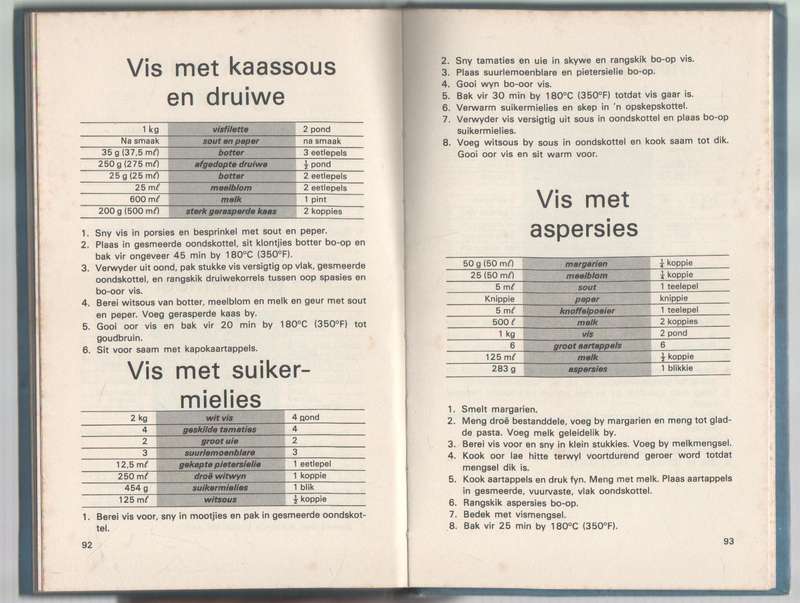 Vis met kaassous
en druiwe
1 kg visfilette 2 pond
Na smaak sout en peper na smaak
35 g (37,5 mℓ) botter 3 eetlepels
250 g (275 mℓ) afgedopte druiwe ½ pond
25 g (25 mℓ) botter 2 eetlepels
25 mℓ meelblom 2 eetlepels
600 mℓ melk 1 pint
200 g (500 mℓ) sterk gerasperde kaas 2 koppies
1. Sny vis in porsies en besprinkel met sout en peper.
2. Plaas in gesmeerde oondskottel, sit klontjies botter bo-op en
bak vir ongeveer 45 min by 180°C (350°F).
3. Verwyder uit oond, pak stukke vis versigtig op vlak, gesmeerde
oondskottel, en rangskik druiwekorrels tussen oop spasies en
bo-oor vis.
4. Berei witsous van botter, meelblom en melk en geur met sout
en peper. Voeg gerasperde kaas by.
5. Gooi oor vis en bak vir 20 min by 180°C (350°F) tot
goudbruin.
6. Sit voor saam met kapokaartappels.
Vis met suiker-
mielies
2 kg wit vis 4 pond
4 geskilde tamaties 4
2 groot uie 2
3 suurlemoenblare 3
12,5 mℓ gekapte pietersielie 1 eetlepel
250 mℓ droë witwyn 1 koppie
454 g suikermielies 1 blik
125 mℓ witsous ½ koppie
1. Berei vis voor, sny in mootjies en pak in gesmeerde oondskot-
tel.
92
2. Sny tamaties en uie in skywe en rangskik bo-op vis.
3. Plaas suurlemoenblare en pietersielie bo-op.
4. Gooi wyn bo-oor vis.
5. Bak vir 30 min by 180°C (350°F) totdat vis gaar is.
6. Verwarm suikermielies en skep in 'n opskepskottel.
7. Verwyder vis versigtig uit sous in oondskottel en plaas bo-op
suikermielies.
8. Voeg witsous by sous in oondskottel en kook saam tot dik.
Gooi oor vis en sit warm voor.
Vis met
aspersies
50 g (50 mℓ) margarien ¼ koppie
25 (50 mℓ) meelblom ¼ koppie
5 mℓ sout 1 teelepel
Knippie peper knippie
5 mℓ knoffelpoeier 1 teelepel
500 ℓ melk 2 koppies
1 kg vis 2 pond
6 groot aartappels 6
125 mℓ melk ½ koppie
283 g aspersies 1 blikkie
1. Smelt margarien.
2. Meng droë bestanddele, voeg by margarien en meng tot glad-
de pasta. Voeg melk geleidelik by.
3. Berei vis voor en sny in klein stukkies. Voeg by melkmengsel.
4. Kook oor lae hitte terwyl voortdurend geroer word totdat
mengsel dik is.
5. Kook aartappels en druk fyn. Meng met melk. Plaas aartappels
in gesmeerde, vuurvaste, vlak oondskottel.
6. Rangskik aspersies bo-op.
7. Bedek met vismengsel.
8. Bak vir 25 min by 180°C (350°F).
93